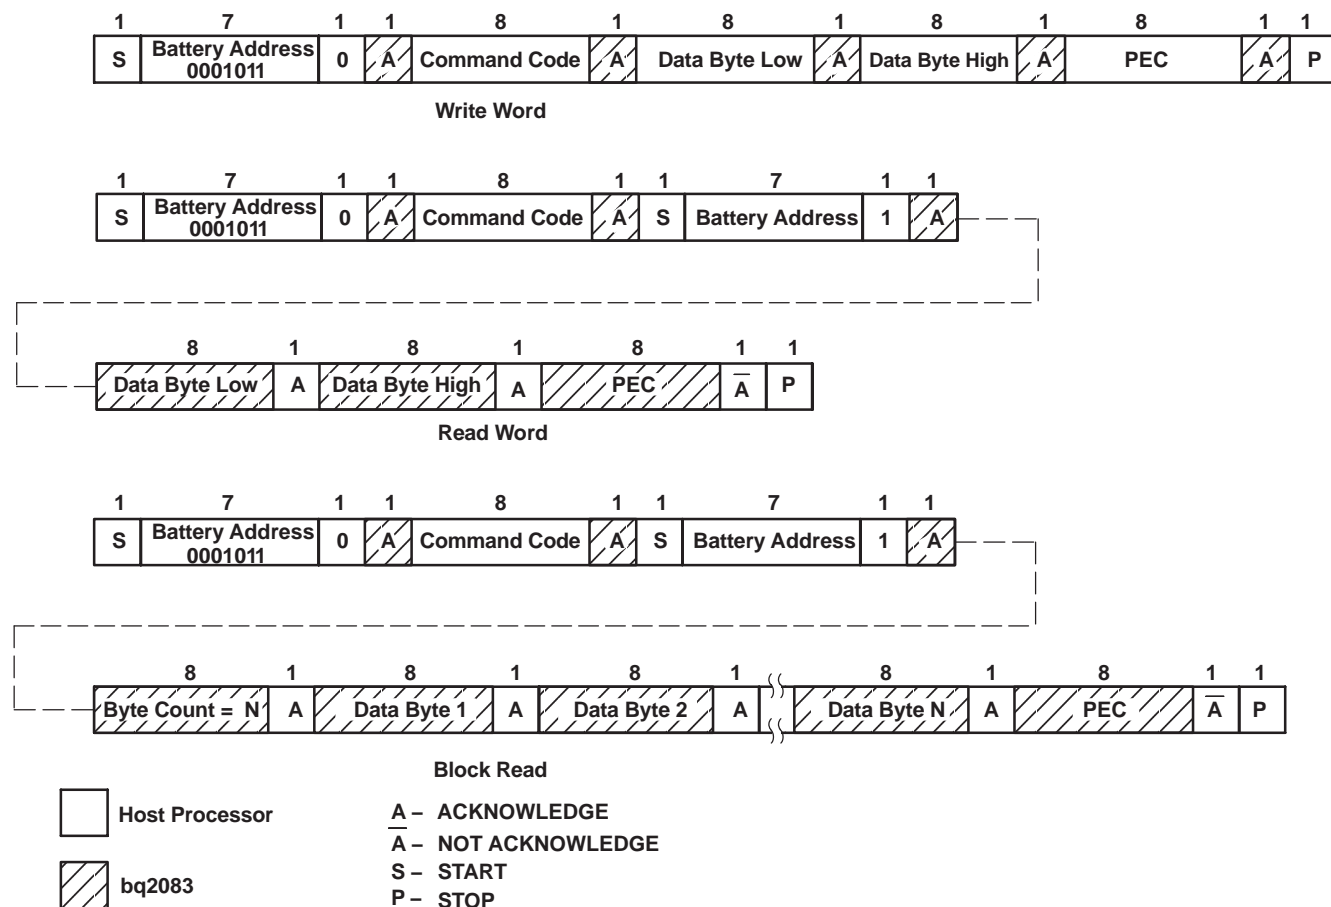 1 7 1 1 8 1 8 1 8 1 8 1 1
S Battery Address 0 A Command Code A Data Byte Low A Data Byte High A PEC A P
0001011
Write Word
1 7 1 1 8 1 1 7 1 1
S Battery Address 0 A Command Code A S Battery Address 1 A
0001011
8 1 8 1 8 1 1
Data Byte Low A Data Byte High A PEC A̅ P
Read Word
1 7 1 1 8 1 1 7 1 1
S Battery Address 0 A Command Code A S Battery Address 1 A
0001011
8 1 8 1 8 1 8 1 8 1 1
Byte Count = N A Data Byte 1 A Data Byte 2 A Data Byte N A PEC A̅ P
Block Read
Host Processor
bq2083
A – ACKNOWLEDGE
A̅ – NOT ACKNOWLEDGE
S – START
P – STOP